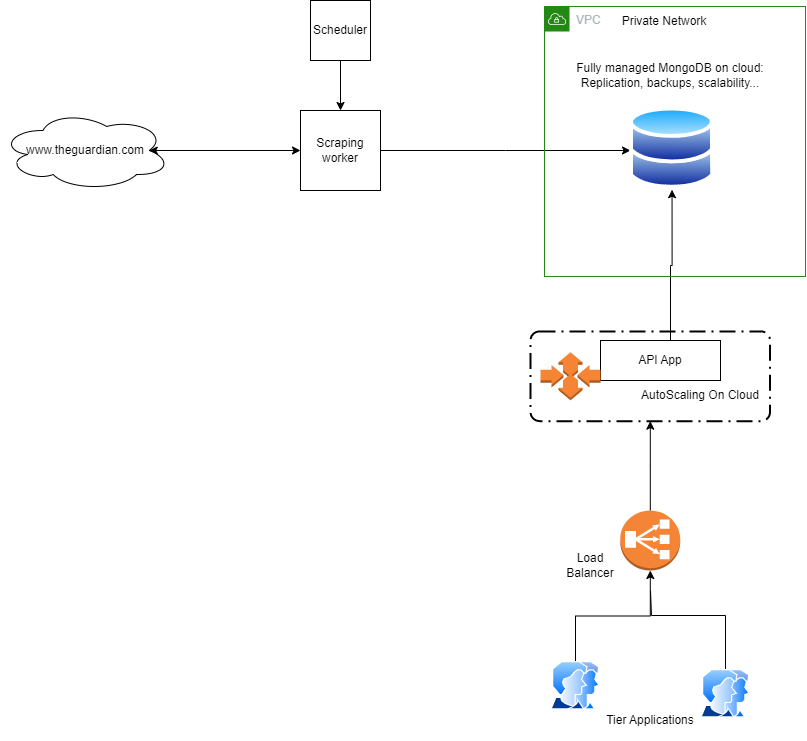 Scheduler
VPC
Private Network
Fully managed MongoDB on cloud:
Replication, backups, scalability...
www.theguardian.com
Scraping
worker
API App
AutoScaling On Cloud
Load
Balancer
Tier Applications